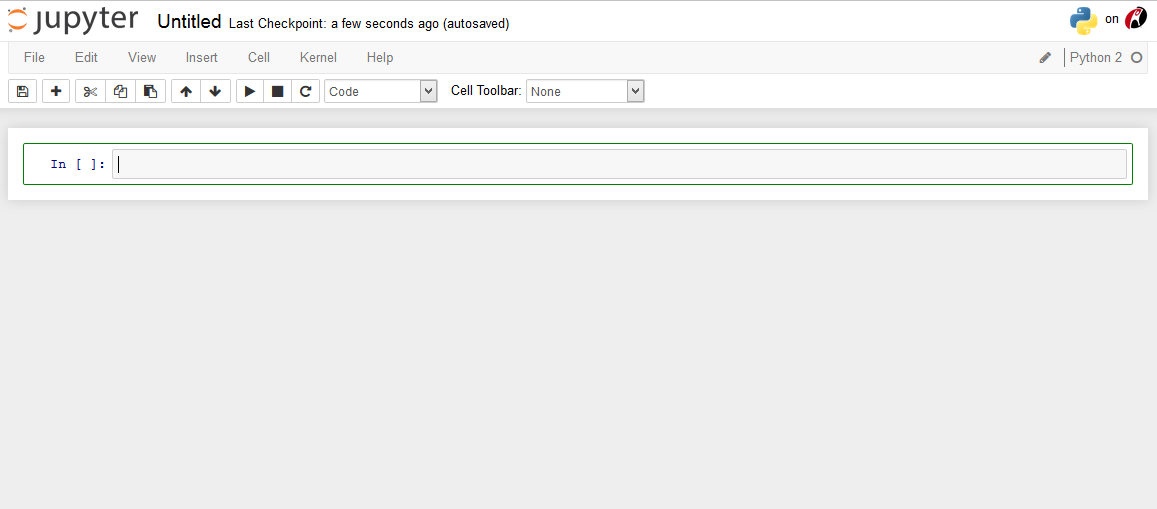 jupyter Untitled Last Checkpoint: a few seconds ago (autosaved) on
File Edit View Insert Cell Kernel Help Python 2
Code Cell Toolbar: None
In [ ]: